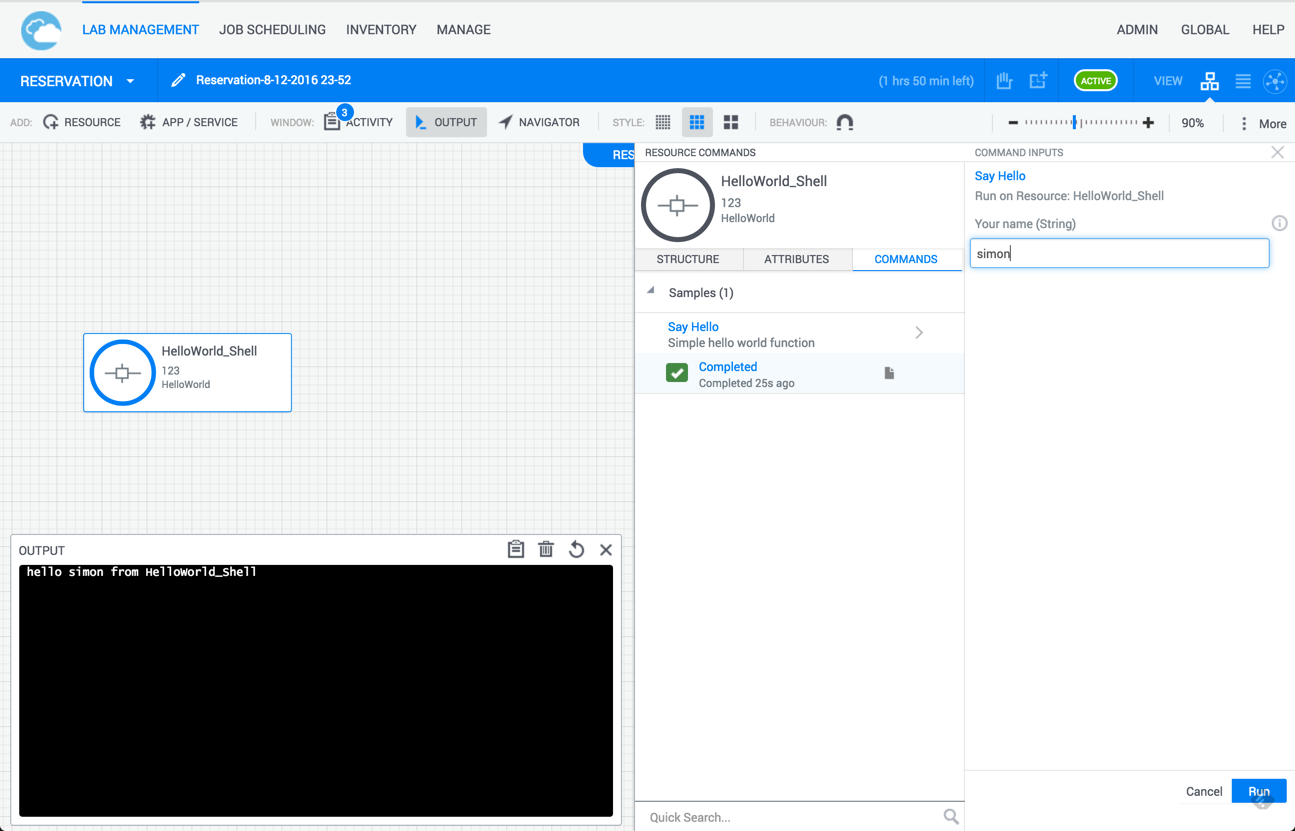 LAB MANAGEMENT JOB SCHEDULING INVENTORY MANAGE ADMIN GLOBAL HELP
RESERVATION Reservation-8-12-2016 23-52 (1 hrs 50 min left) ACTIVE VIEW
ADD: RESOURCE APP / SERVICE WINDOW: 3 ACTIVITY OUTPUT NAVIGATOR STYLE: BEHAVIOUR: 90% More
RES
RESOURCE COMMANDS
HelloWorld_Shell
123
HelloWorld
STRUCTURE ATTRIBUTES COMMANDS
Samples (1)
Say Hello
Simple hello world function
Completed
Completed 25s ago
Quick Search...
COMMAND INPUTS
Say Hello
Run on Resource: HelloWorld_Shell
Your name (String)
simon
Cancel Run
HelloWorld_Shell
123
HelloWorld
OUTPUT
hello simon from HelloWorld_Shell